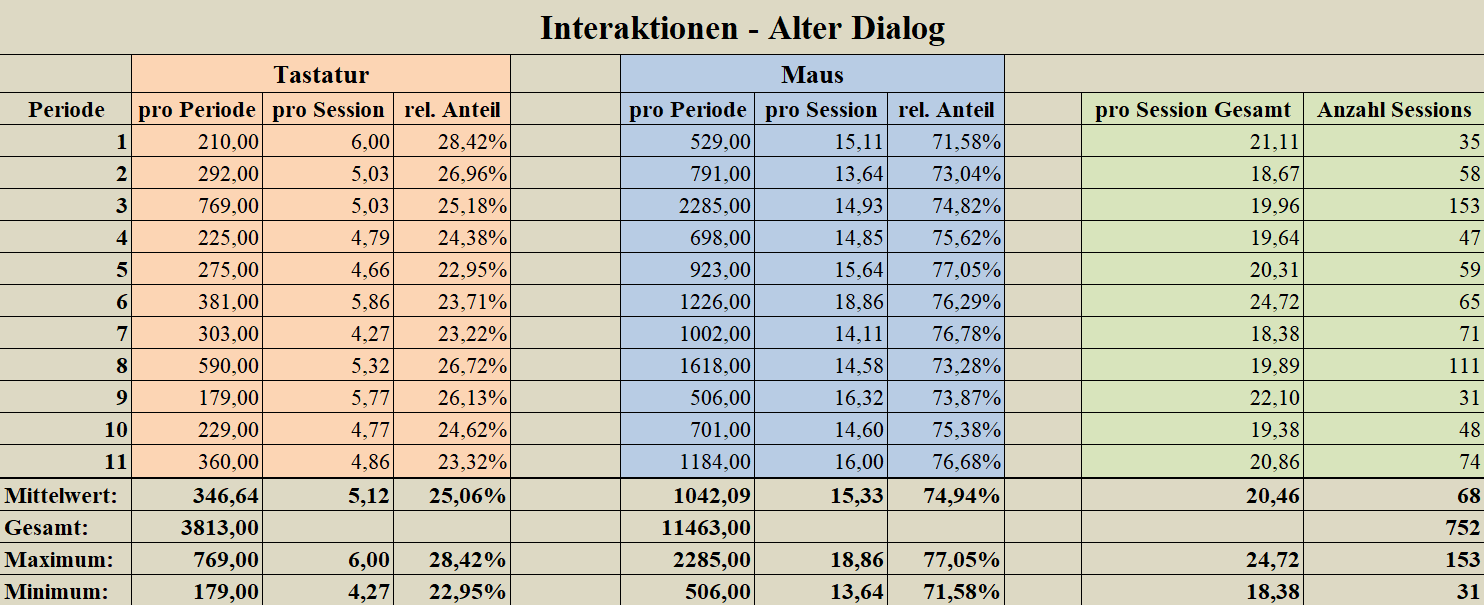 Interaktionen - Alter Dialog
Tastatur Maus
Periode pro Periode pro Session rel. Anteil pro Periode pro Session rel. Anteil pro Session Gesamt Anzahl Sessions
1 210,00 6,00 28,42% 529,00 15,11 71,58% 21,11 35
2 292,00 5,03 26,96% 791,00 13,64 73,04% 18,67 58
3 769,00 5,03 25,18% 2285,00 14,93 74,82% 19,96 153
4 225,00 4,79 24,38% 698,00 14,85 75,62% 19,64 47
5 275,00 4,66 22,95% 923,00 15,64 77,05% 20,31 59
6 381,00 5,86 23,71% 1226,00 18,86 76,29% 24,72 65
7 303,00 4,27 23,22% 1002,00 14,11 76,78% 18,38 71
8 590,00 5,32 26,72% 1618,00 14,58 73,28% 19,89 111
9 179,00 5,77 26,13% 506,00 16,32 73,87% 22,10 31
10 229,00 4,77 24,62% 701,00 14,60 75,38% 19,38 48
11 360,00 4,86 23,32% 1184,00 16,00 76,68% 20,86 74
Mittelwert: 346,64 5,12 25,06% 1042,09 15,33 74,94% 20,46 68
Gesamt: 3813,00 11463,00 752
Maximum: 769,00 6,00 28,42% 2285,00 18,86 77,05% 24,72 153
Minimum: 179,00 4,27 22,95% 506,00 13,64 71,58% 18,38 31